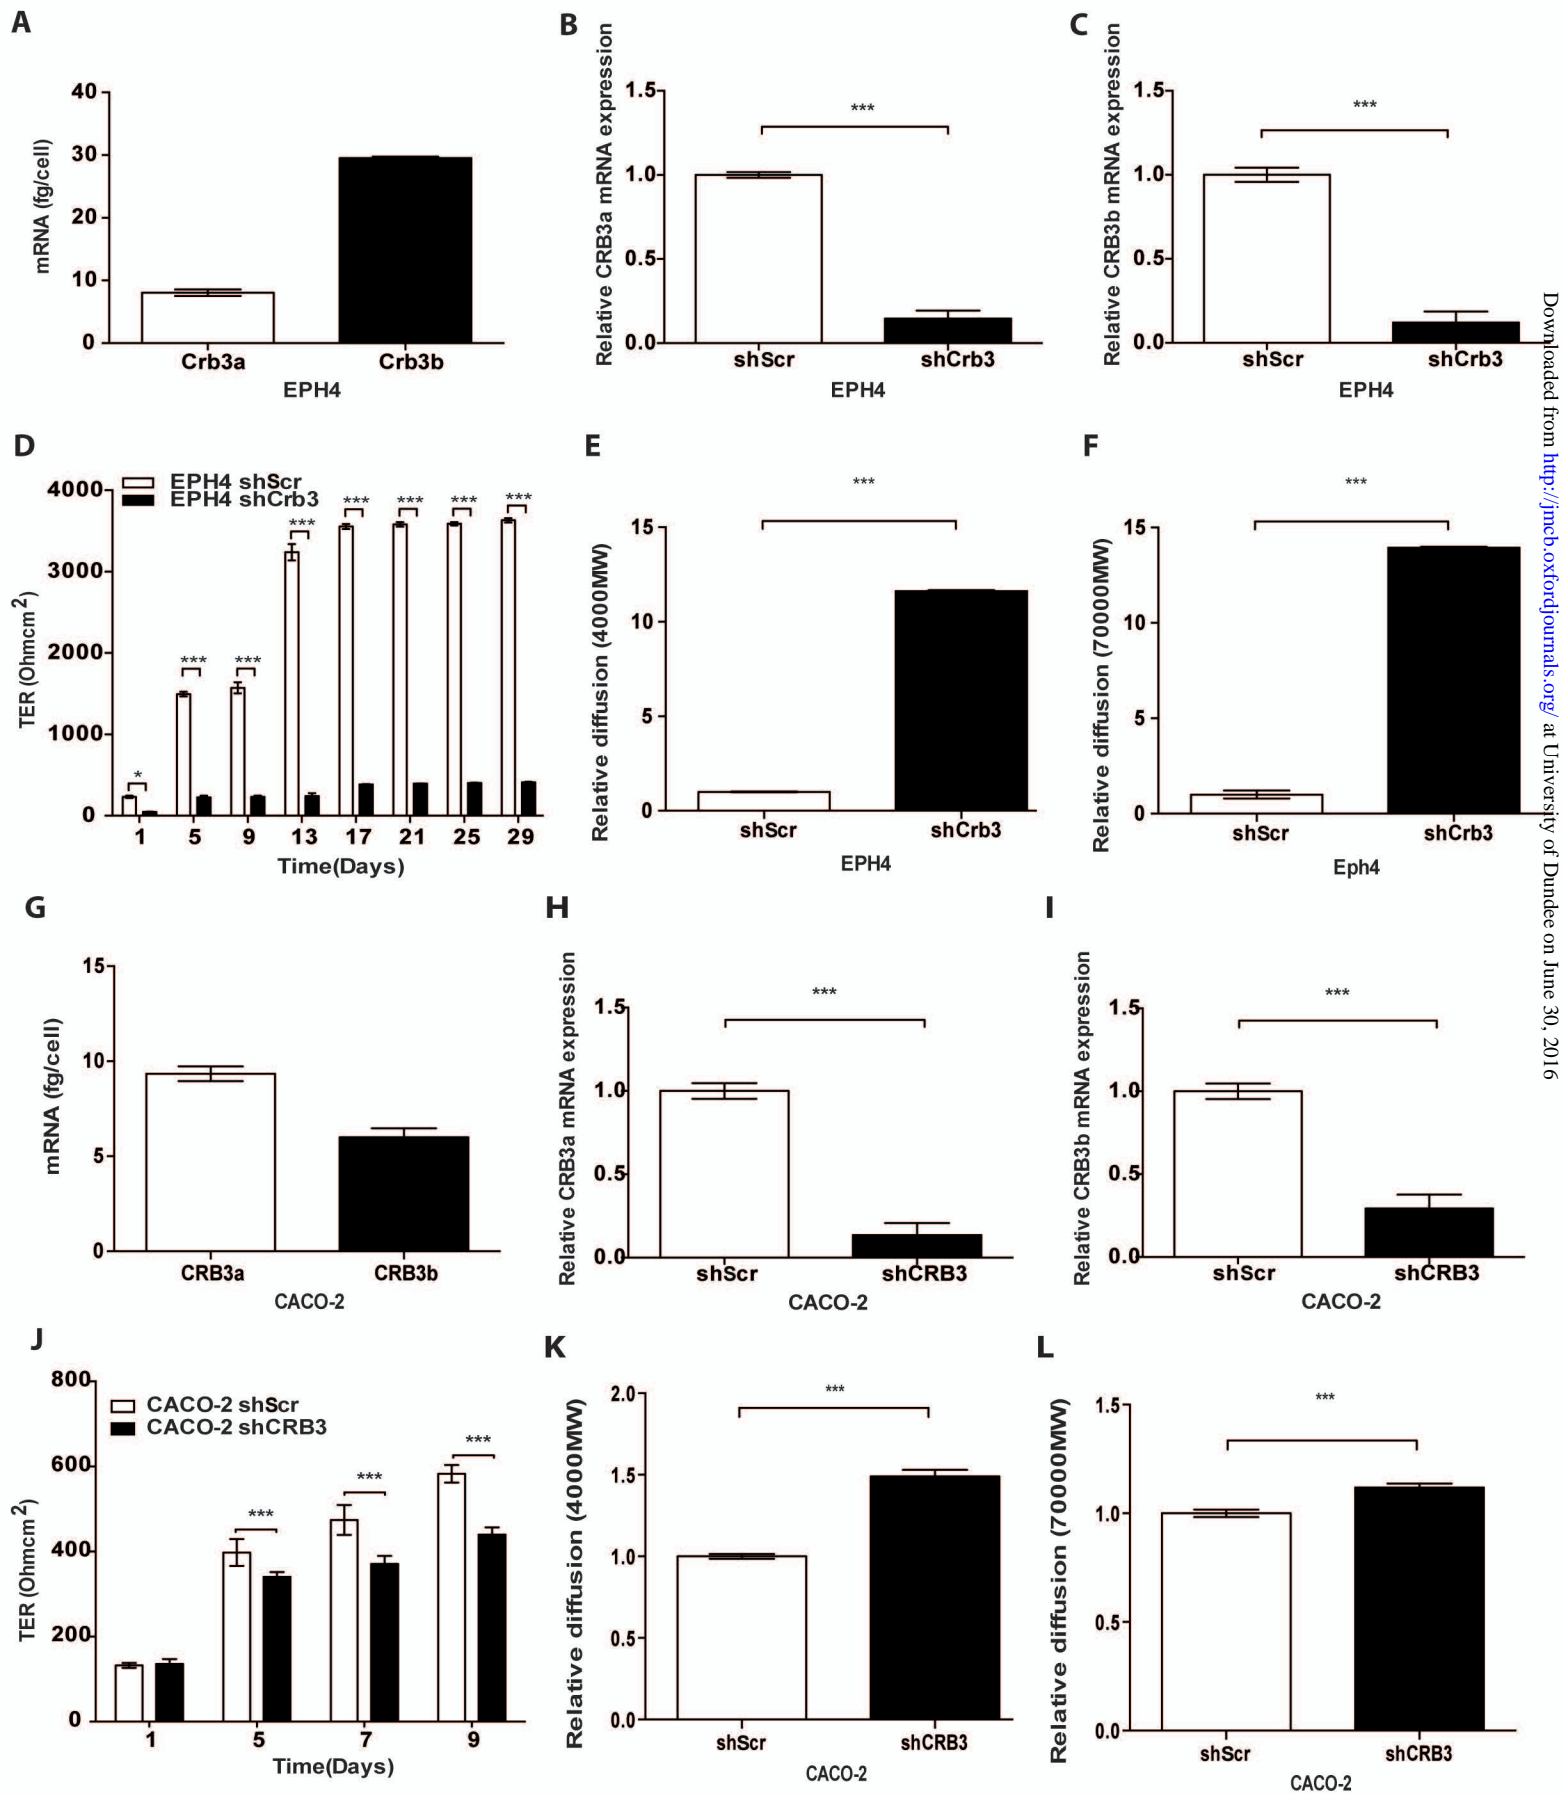 A
mRNA (fg/cell)
40
30
20
10
0
Crb3a
Crb3b
EPH4
B
Relative CRB3a mRNA expression
1.5
1.0
0.5
0.0
***
shScr
shCrb3
EPH4
C
Relative CRB3b mRNA expression
1.5
1.0
0.5
0.0
***
shScr
shCrb3
EPH4
D
EPH4 shScr
EPH4 shCrb3
TER (Ohmcm2)
4000
3000
2000
1000
0
*
***
***
***
***
***
***
***
1 5 9 13 17 21 25 29
Time(Days)
E
Relative diffusion (4000MW)
15
10
5
0
***
shScr
shCrb3
EPH4
F
Relative diffusion (70000MW)
15
10
5
0
***
shScr
shCrb3
Eph4
G
mRNA (fg/cell)
15
10
5
0
CRB3a
CRB3b
CACO-2
H
Relative CRB3a mRNA expression
1.5
1.0
0.5
0.0
***
shScr
shCRB3
CACO-2
I
Relative CRB3b mRNA expression
1.5
1.0
0.5
0.0
***
shScr
shCRB3
CACO-2
J
CACO-2 shScr
CACO-2 shCRB3
TER (Ohmcm2)
800
600
400
200
0
***
***
***
1 5 7 9
Time(Days)
K
Relative diffusion (4000MW)
2.0
1.5
1.0
0.5
0.0
***
shScr
shCRB3
CACO-2
L
Relative diffusion (70000MW)
1.5
1.0
0.5
0.0
***
shScr
shCRB3
CACO-2
Downloaded from http://jmcb.oxfordjournals.org/ at University of Dundee on June 30, 2016